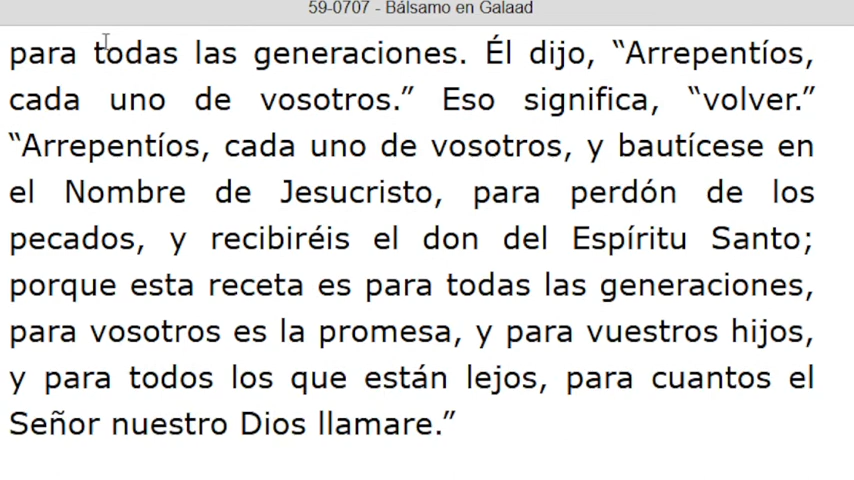 59-0707 - Bálsamo en Galaad
para todas las generaciones. Él dijo, “Arrepentíos,
cada uno de vosotros.” Eso significa, “volver.”
“Arrepentíos, cada uno de vosotros, y bautícese en
el Nombre de Jesucristo, para perdón de los
pecados, y recibiréis el don del Espíritu Santo;
porque esta receta es para todas las generaciones,
para vosotros es la promesa, y para vuestros hijos,
y para todos los que están lejos, para cuantos el
Señor nuestro Dios llamare.”